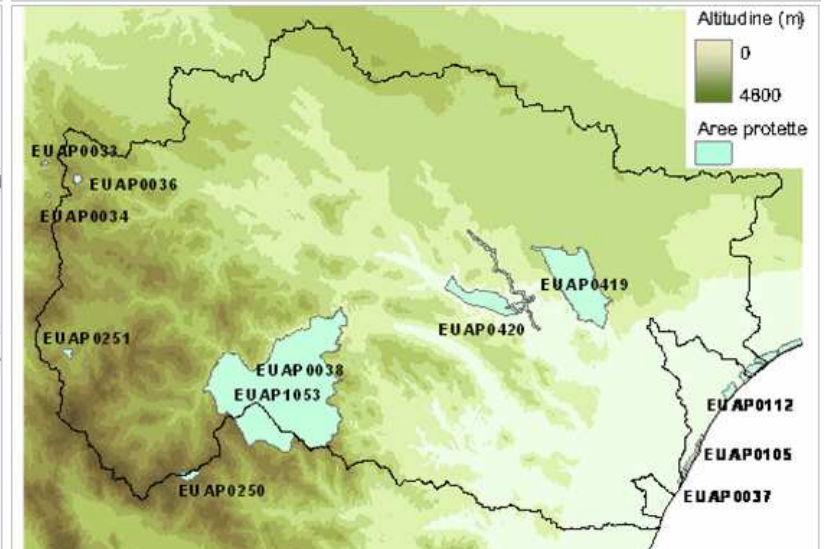 Altitudine (m)
0
4800
Aree protette
EUAP0033
EUAP0036
EUAP0034
EUAP0419
EUAP0420
EUAP0251
EUAP0038
EUAP1053
EUAP0112
EUAP0105
EUAP0250
EUAP0037